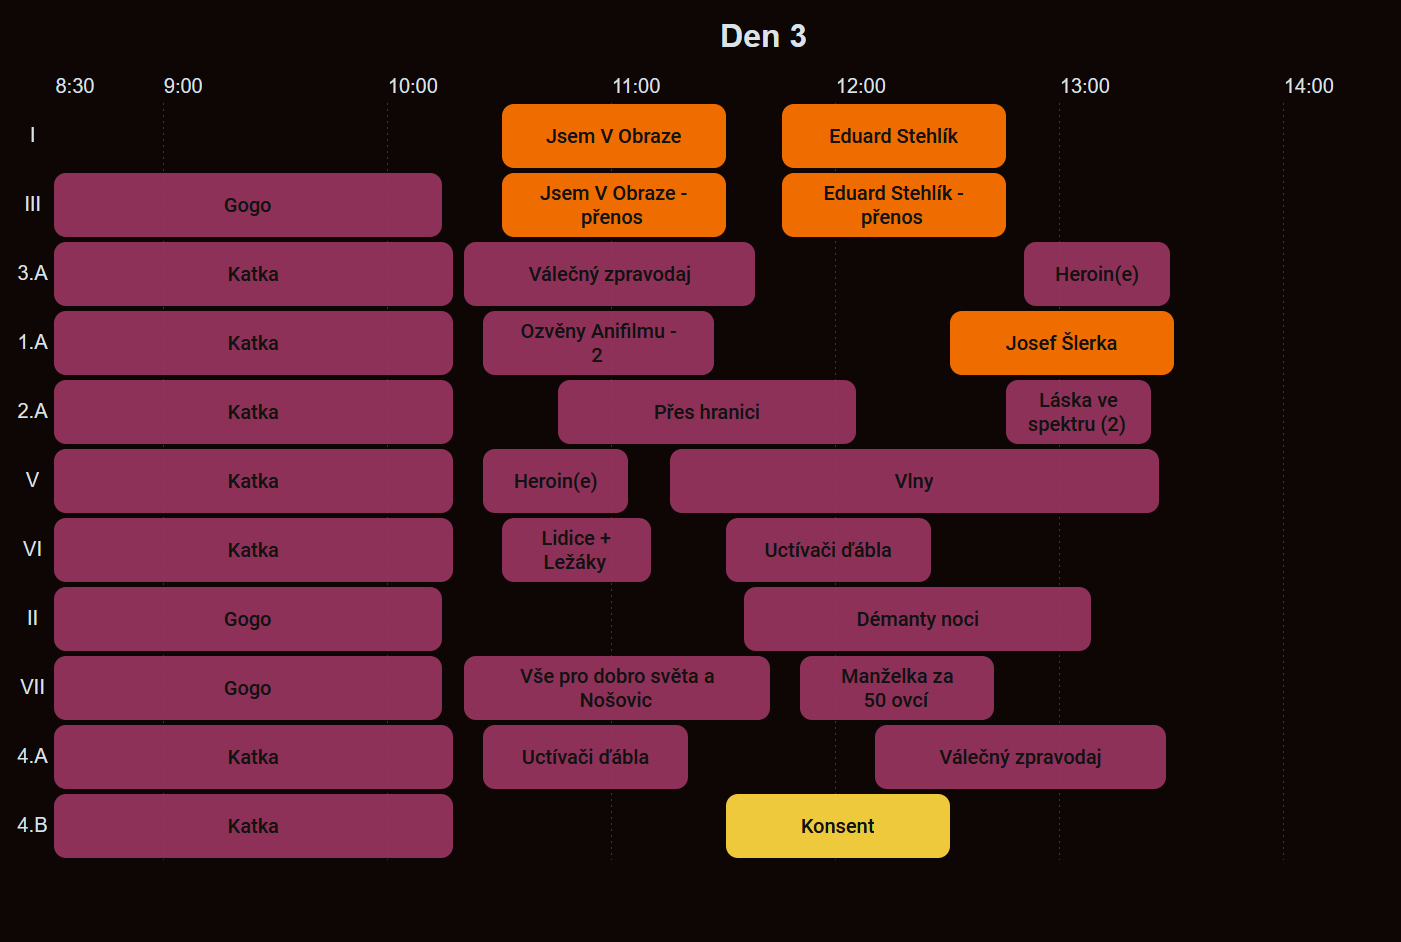 Den 3
8:30 9:00 10:00 11:00 12:00 13:00 14:00
I
Jsem V Obraze
Eduard Stehlík
III
Gogo
Jsem V Obraze -
přenos
Eduard Stehlík -
přenos
3.A
Katka
Válečný zpravodaj
Heroin(e)
1.A
Katka
Ozvěny Anifilmu -
2
Josef Šlerka
2.A
Katka
Přes hranici
Láska ve
spektru (2)
V
Katka
Heroin(e)
Vlny
VI
Katka
Lidice +
Ležáky
Uctívači ďábla
II
Gogo
Démanty noci
VII
Gogo
Vše pro dobro světa a
Nošovic
Manželka za
50 ovcí
4.A
Katka
Uctívači ďábla
Válečný zpravodaj
4.B
Katka
Konsent